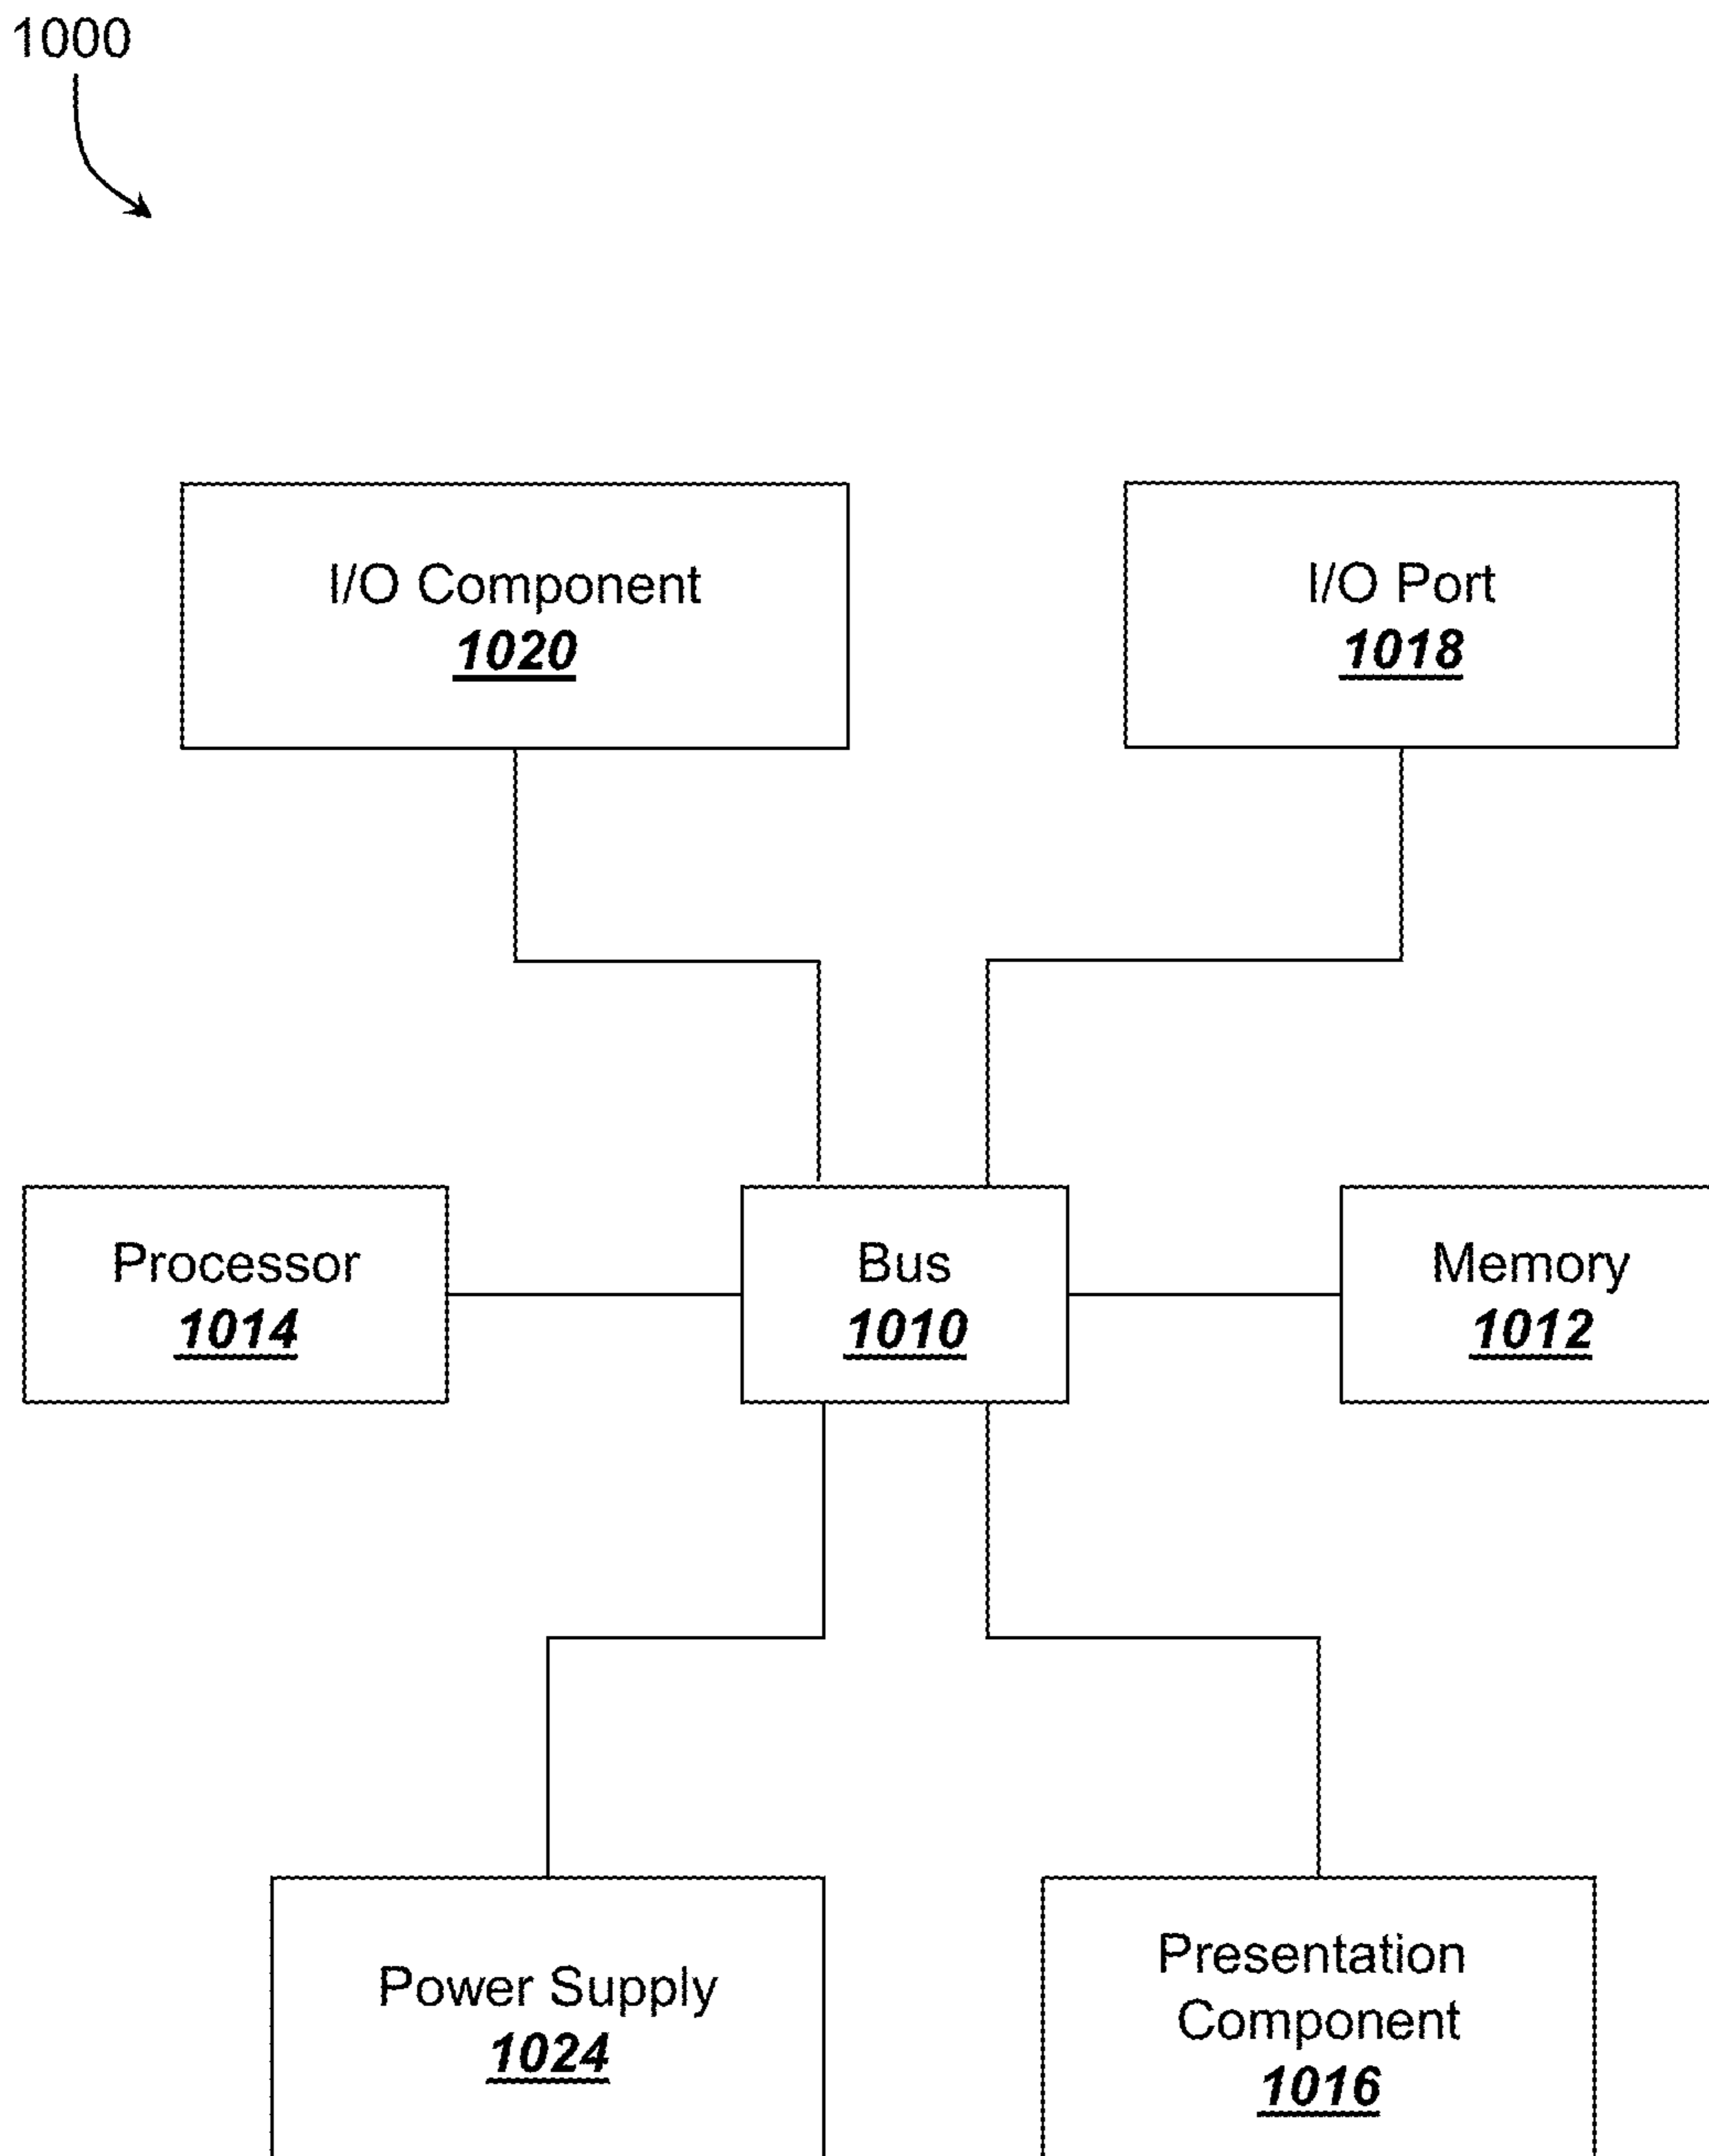 1000
I/O Component
1020
I/O Port
1018
Processor
1014
Bus
1010
Memory
1012
Power Supply
1024
Presentation
Component
1016